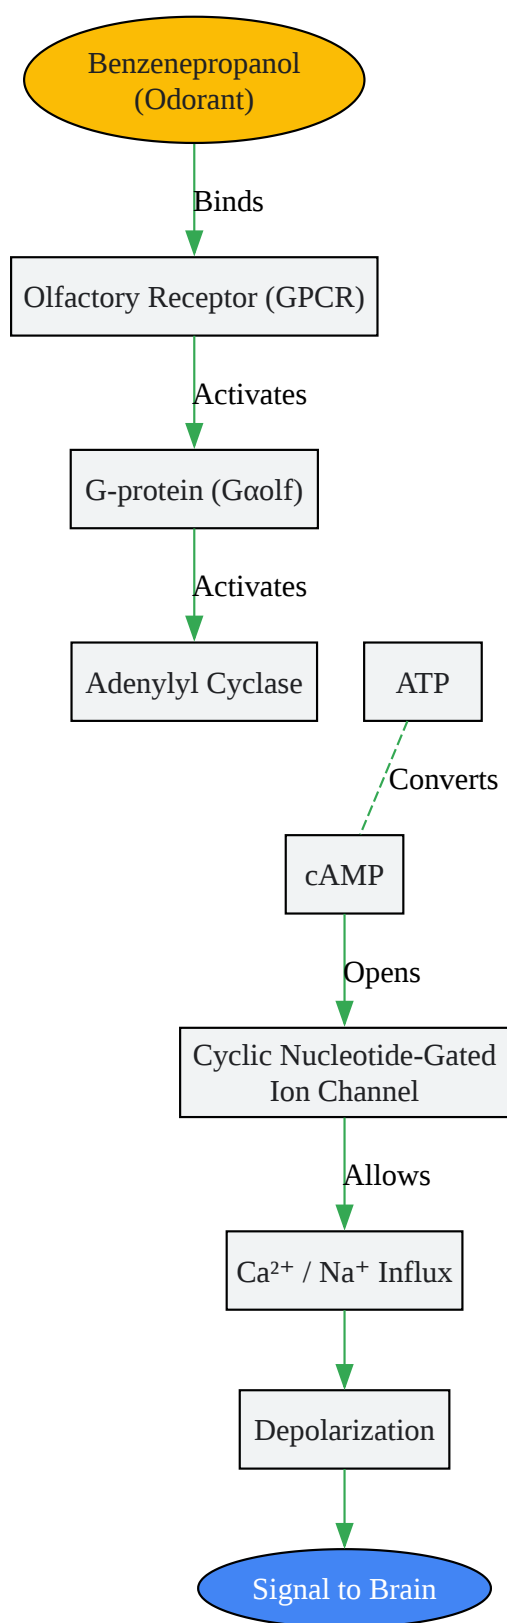 Benzenepropanol
(Odorant)
Binds
Olfactory Receptor (GPCR)
Activates
G-protein (Gαolf)
Activates
Adenylyl Cyclase
ATP
Converts
cAMP
Opens
Cyclic Nucleotide-Gated
Ion Channel
Allows
Ca²⁺ / Na⁺ Influx
Depolarization
Signal to Brain